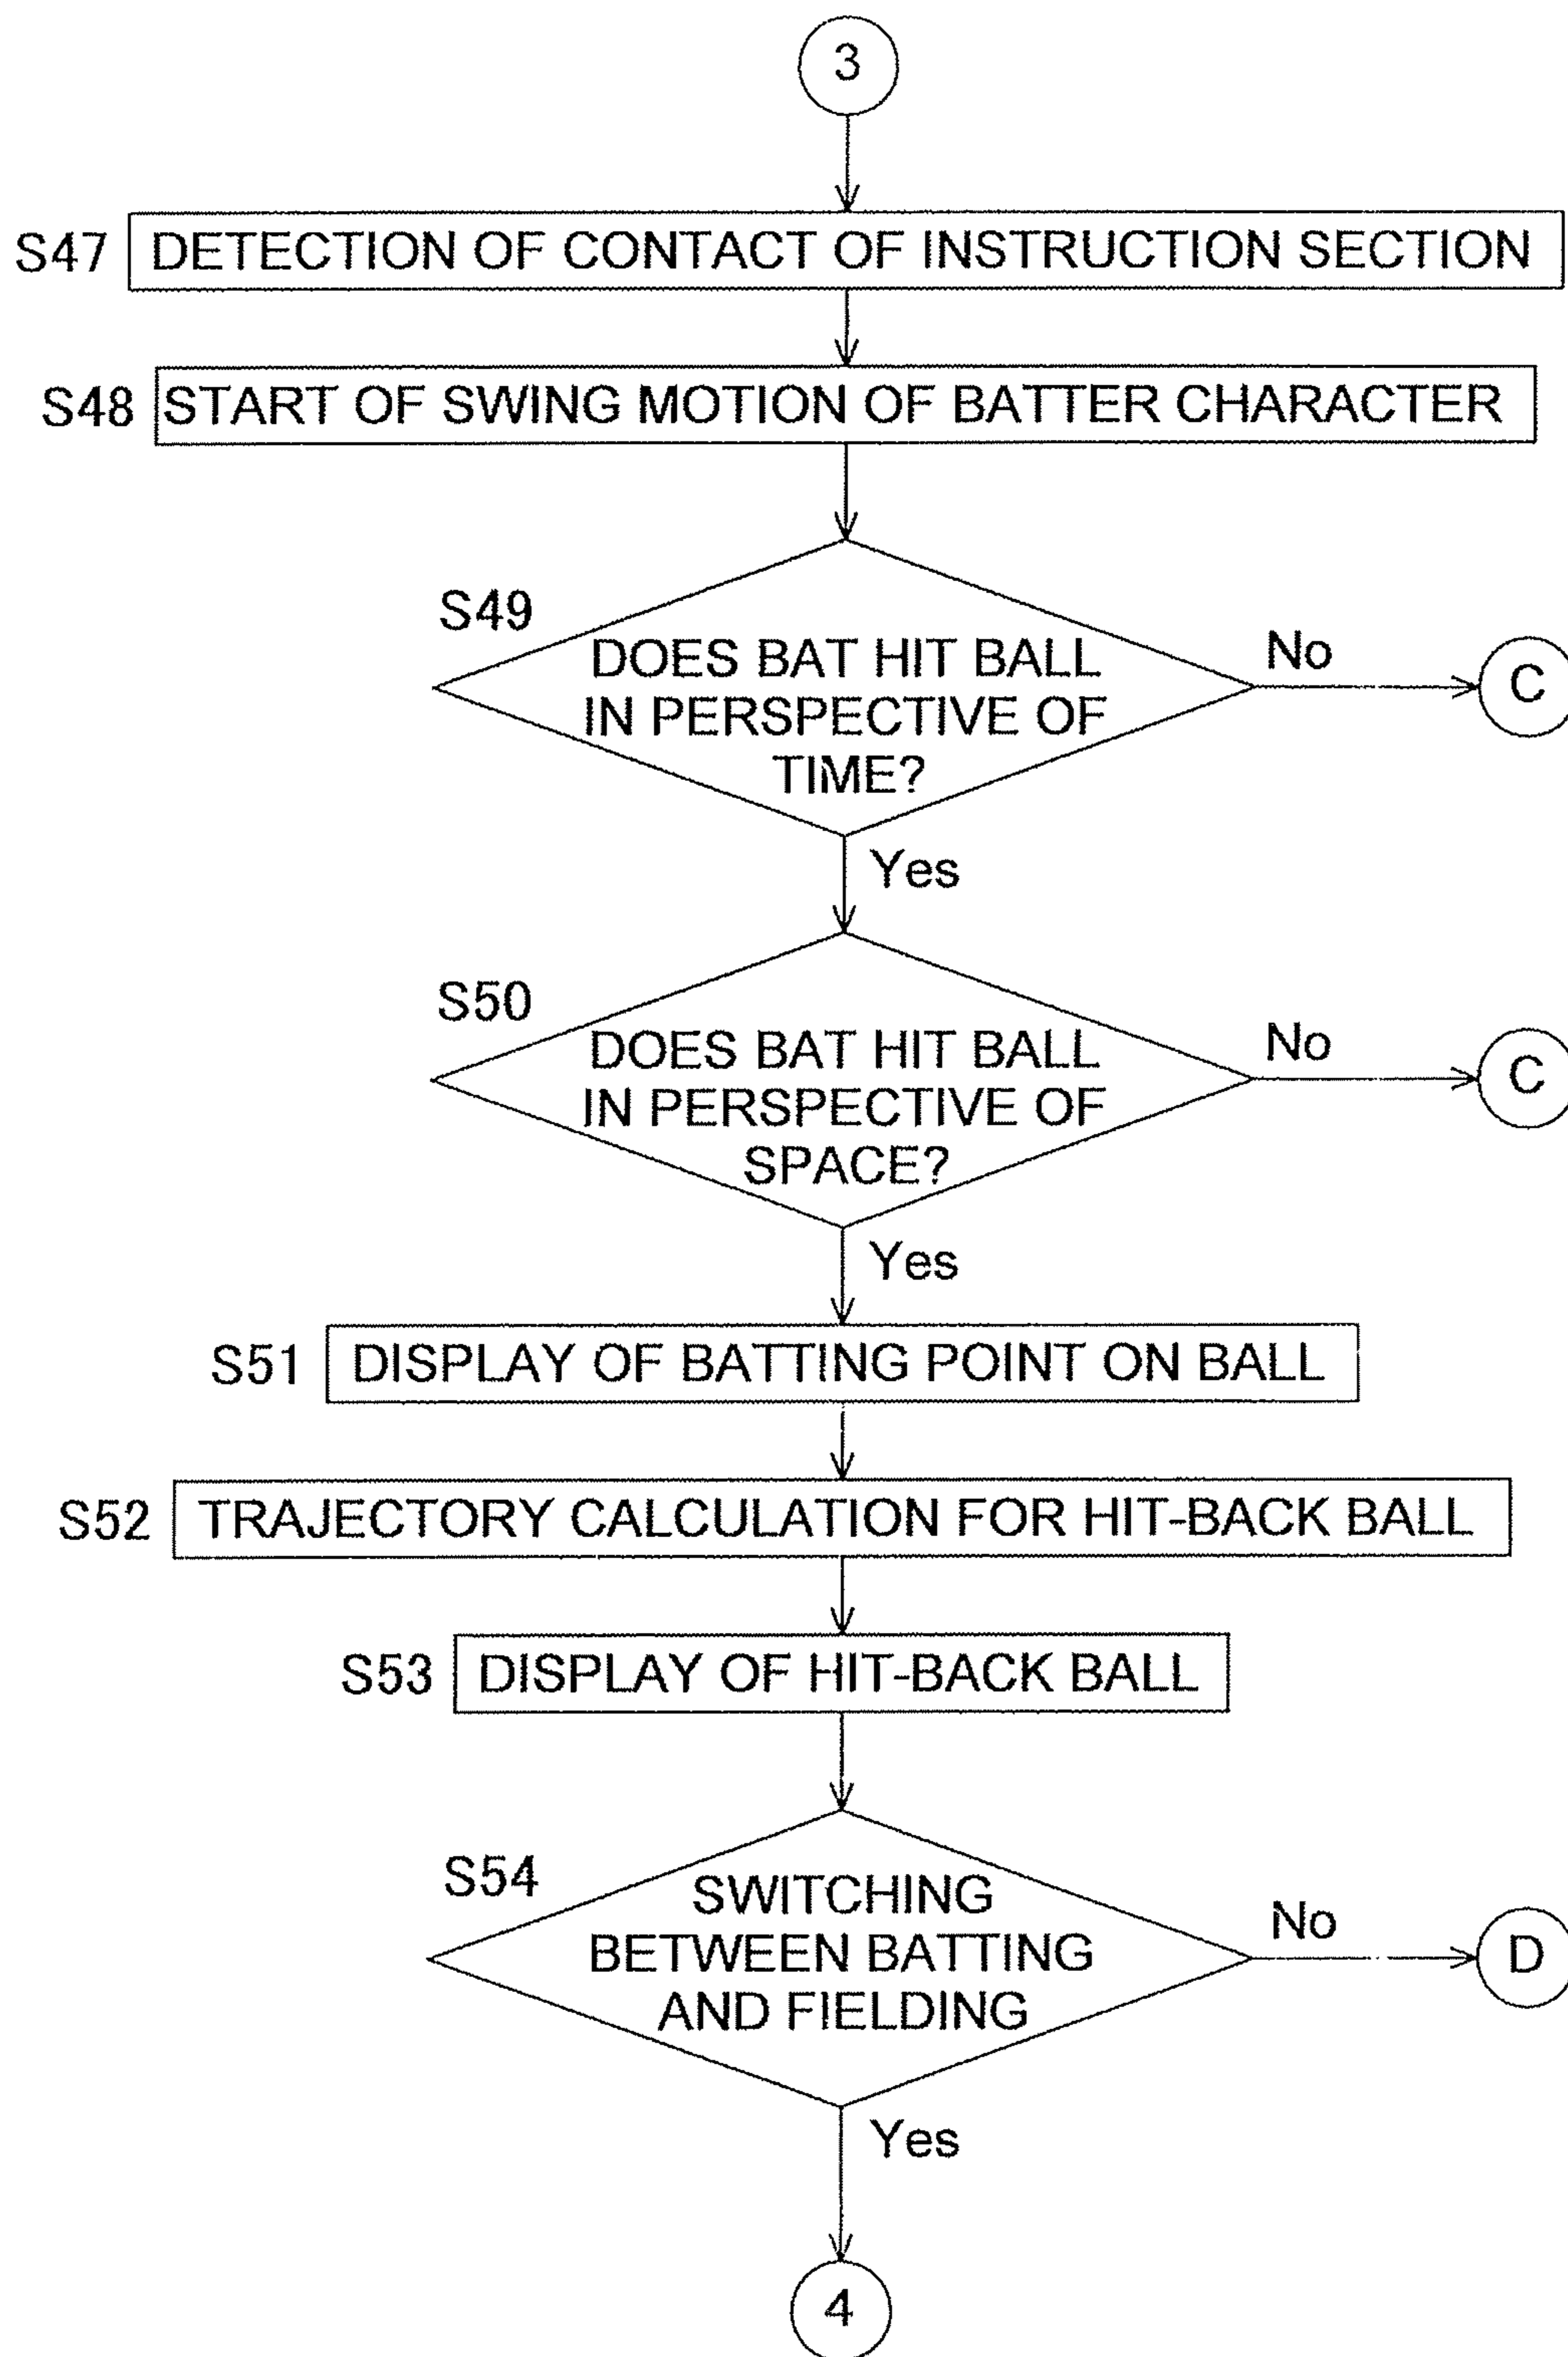 3
S47 DETECTION OF CONTACT OF INSTRUCTION SECTION
S48 START OF SWING MOTION OF BATTER CHARACTER
S49
DOES BAT HIT BALL
IN PERSPECTIVE OF
TIME?
No
C
Yes
S50
DOES BAT HIT BALL
IN PERSPECTIVE OF
SPACE?
No
C
Yes
S51 DISPLAY OF BATTING POINT ON BALL
S52 TRAJECTORY CALCULATION FOR HIT-BACK BALL
S53 DISPLAY OF HIT-BACK BALL
S54
SWITCHING
BETWEEN BATTING
AND FIELDING
No
D
Yes
4